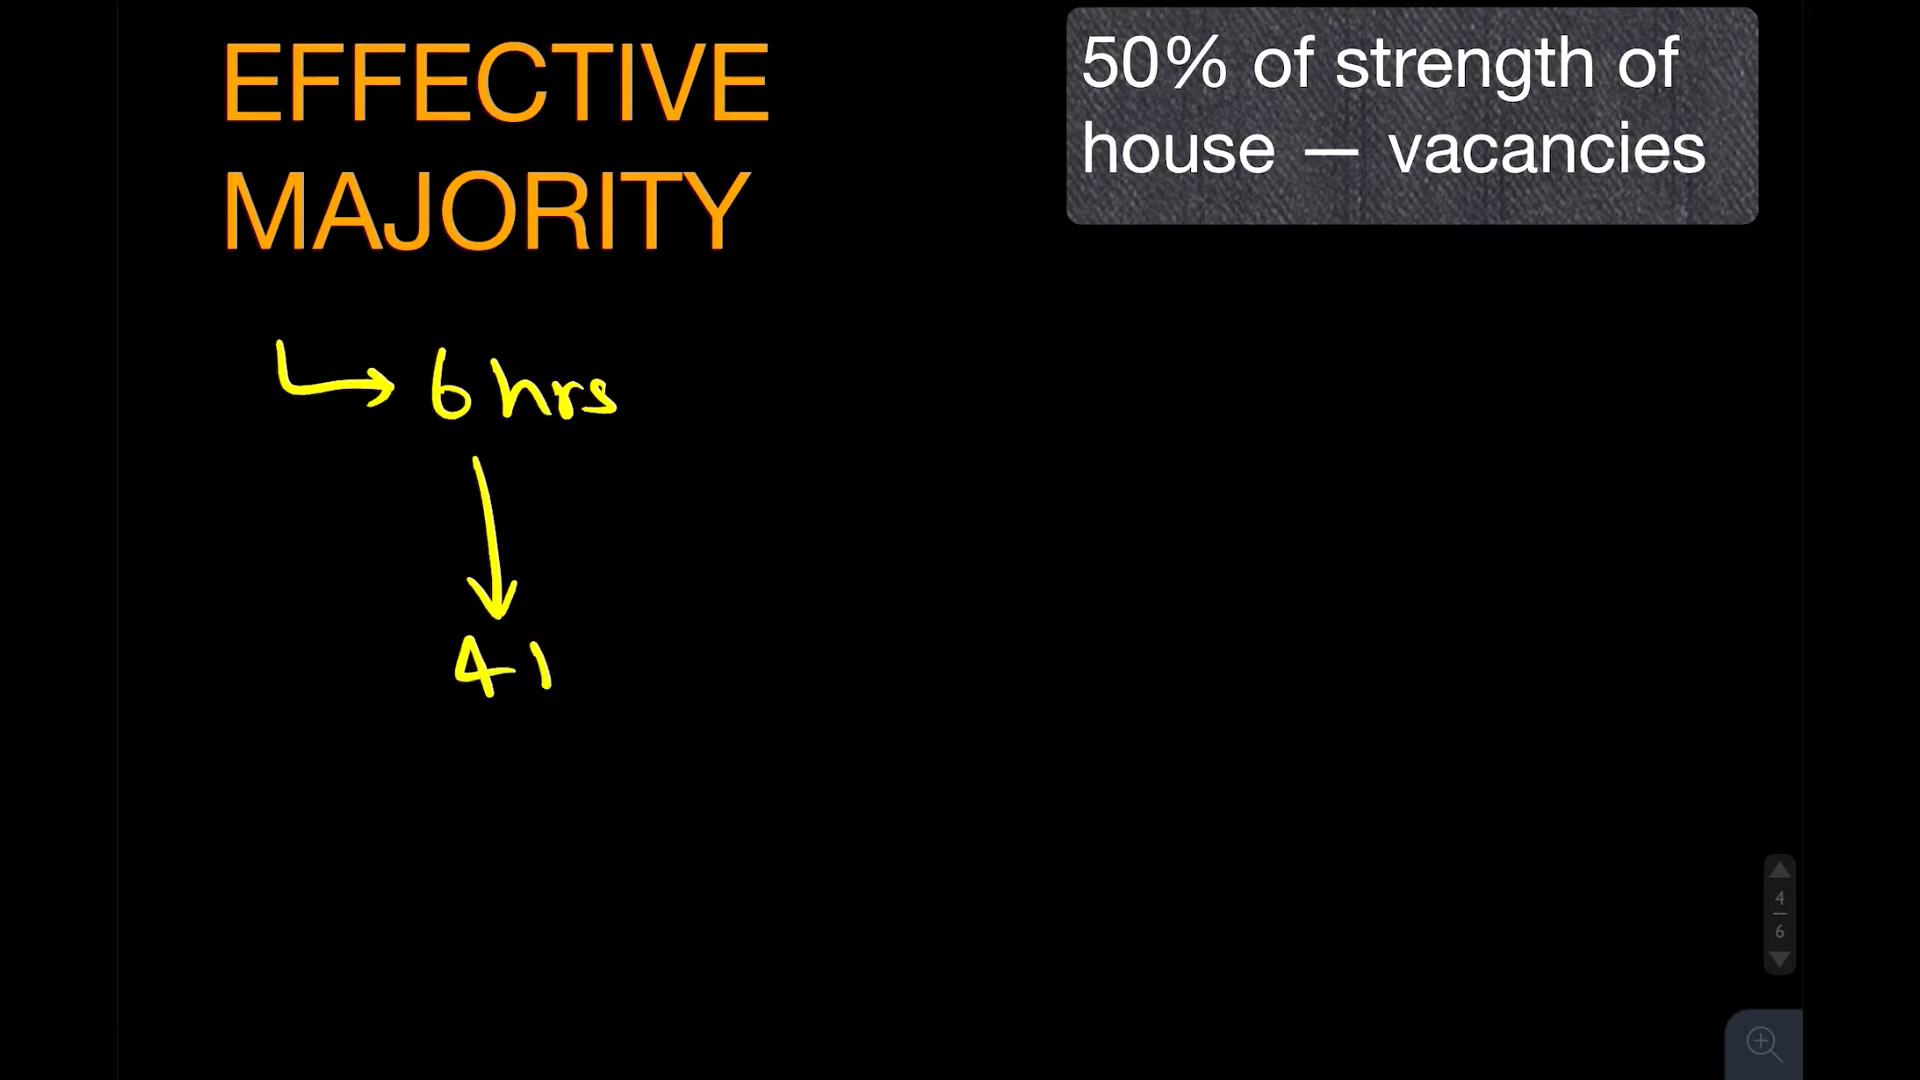 EFFECTIVE
MAJORITY
50% of strength of
house — vacancies
6 hrs
41
4
6